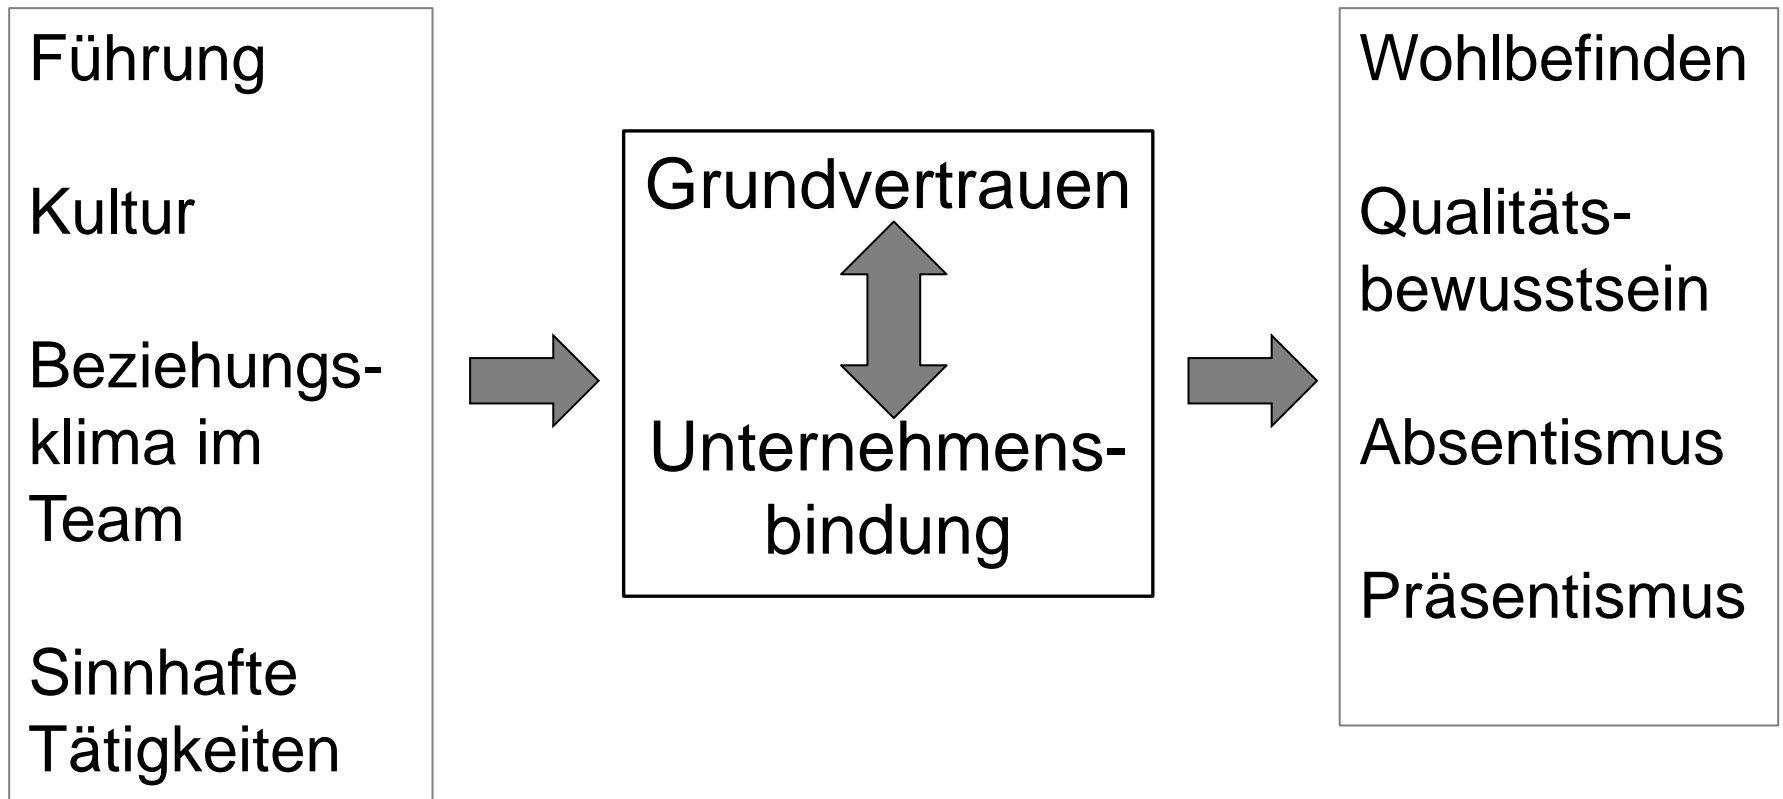 Führung
Kultur
Beziehungs-
klima im
Team
Sinnhafte
Tätigkeiten
Grundvertrauen
Unternehmens-
bindung
Wohlbefinden
Qualitäts-
bewusstsein
Absentismus
Präsentismus